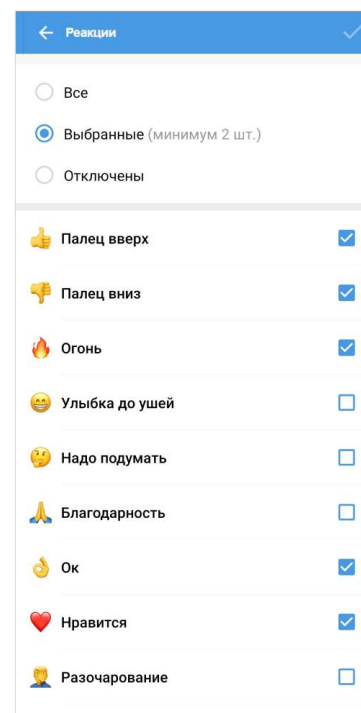 Реакции
Все
Выбранные (минимум 2 шт.)
Отключены
Палец вверх
Палец вниз
Огонь
Улыбка до ушей
Надо подумать
Благодарность
Ок
Нравится
Разочарование